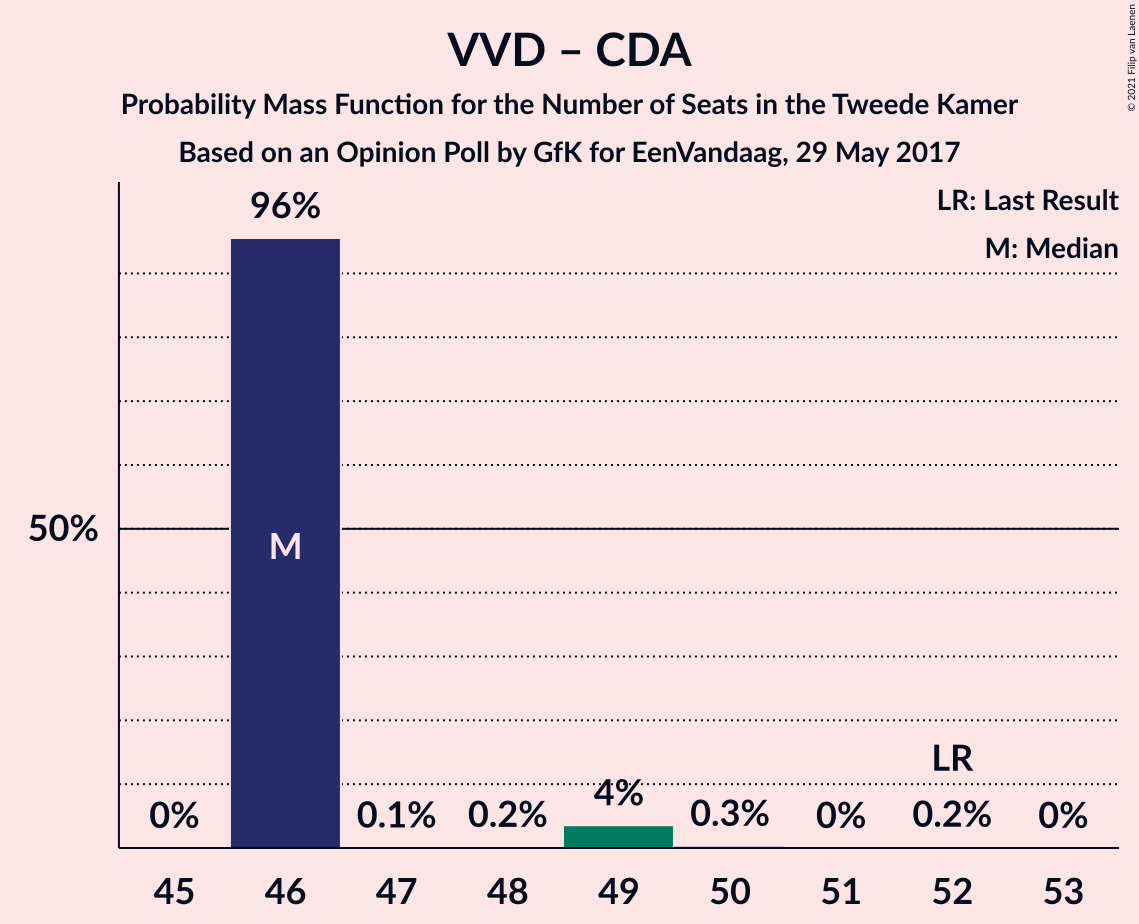 VVD – CDA
Probability Mass Function for the Number of Seats in the Tweede Kamer
Based on an Opinion Poll by GfK for EenVandaag, 29 May 2017
© 2021 Filip van Laenen
LR: Last Result
M: Median
96%
50%
M
LR
0% 0.1% 0.2% 4% 0.3% 0% 0.2% 0%
45 46 47 48 49 50 51 52 53